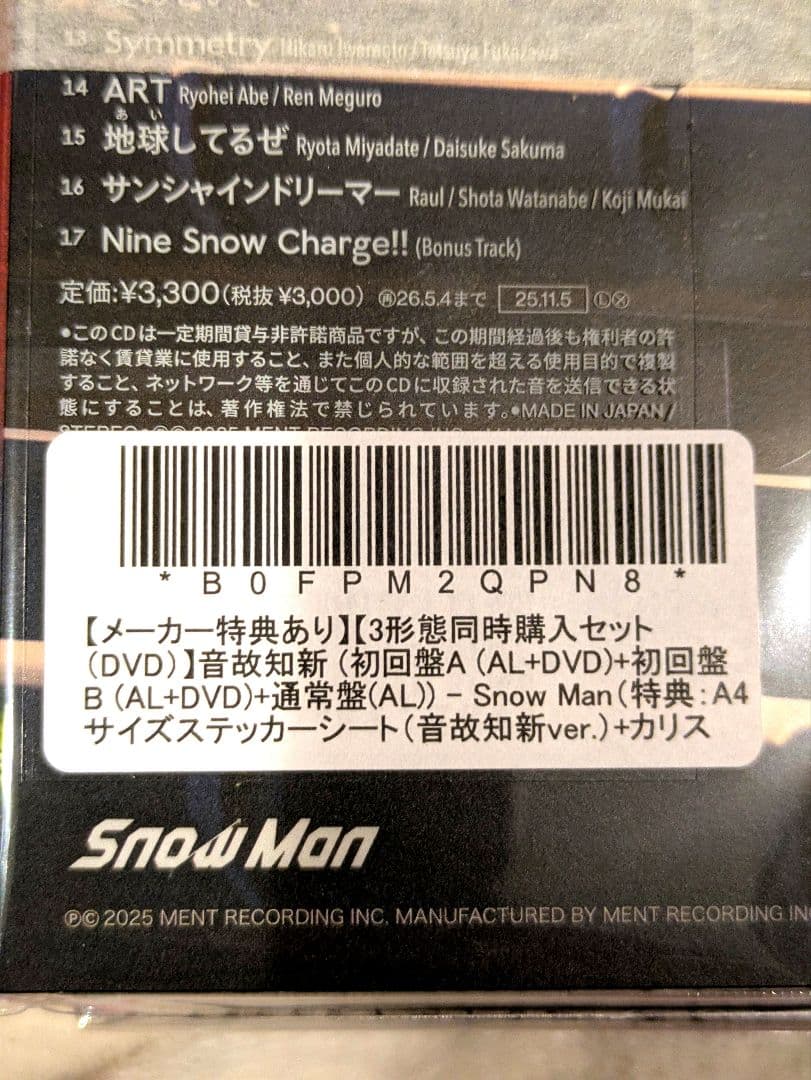 13 Symmetry Hikaru Iwamoto / Tatsuya Fukazawa
14 ART Ryohei Abe / Ren Meguro
あい
15 地球してるぜ Ryota Miyadate / Daisuke Sakuma
16 サンシャインドリーマー Raul / Shota Watanabe / Koji Mukai
17 Nine Snow Charge!! (Bonus Track)
定価:¥3,300(税抜 ¥3,000) ㊞26.5.4まで 25.11.5 Ⓛⓧ
●このCDは一定期間貸与非許諾商品ですが、この期間経過後も権利者の許
諾なく賃貸業に使用すること、また個人的な範囲を超える使用目的で複製
すること、ネットワーク等を通じてこのCDに収録された音を送信できる状
態にすることは、著作権法で禁じられています。●MADE IN JAPAN/
*B0FPM2QPN8*
【メーカー特典あり】【3形態同時購入セット
(DVD)】音故知新 (初回盤A (AL+DVD)+初回盤
B (AL+DVD)+通常盤(AL)) – Snow Man(特典:A4
サイズステッカーシート(音故知新ver.)+カリス
Snow Man
℗© 2025 MENT RECORDING INC. MANUFACTURED BY MENT RECORDING IN